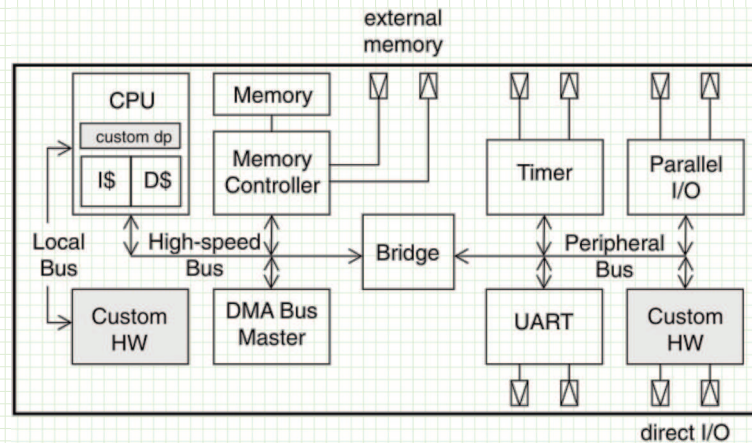 external
memory
CPU
custom dp
I$ D$
Memory
Memory
Controller
Timer
Parallel
I/O
Local
Bus
High-speed
Bus
Bridge
Peripheral
Bus
Custom
HW
DMA Bus
Master
UART
Custom
HW
direct I/O